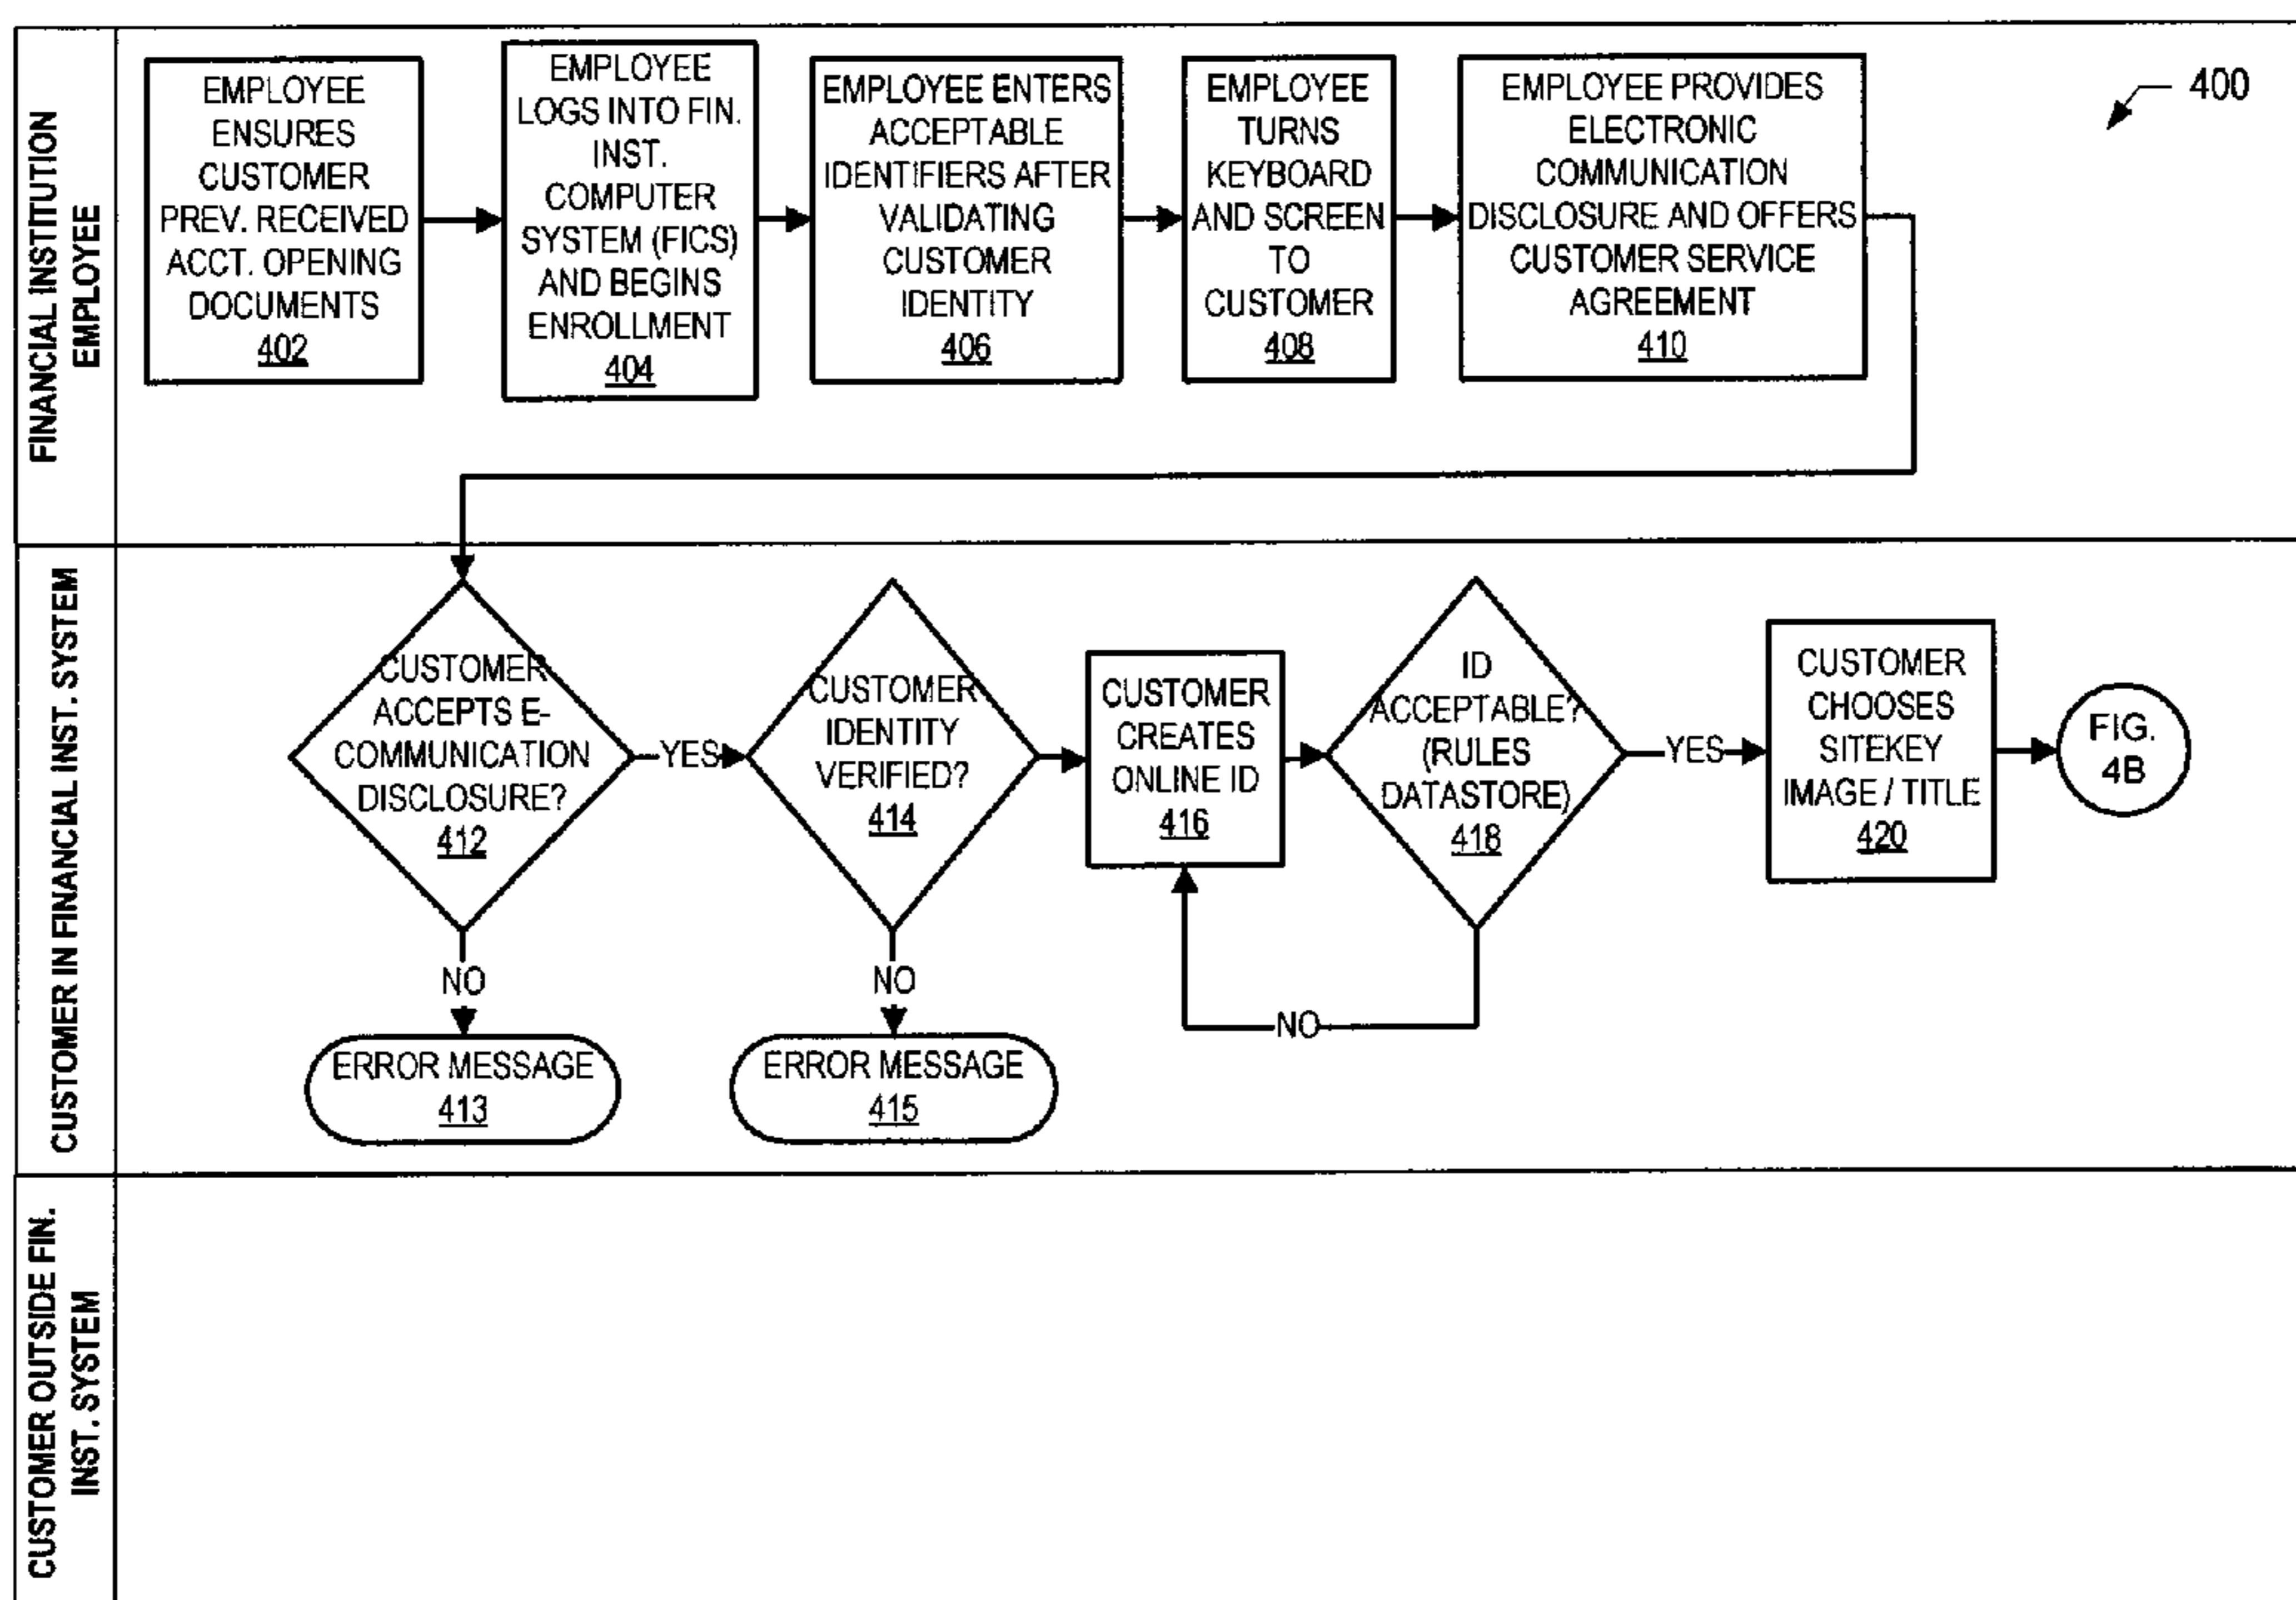 FINANCIAL INSTITUTION
EMPLOYEE
EMPLOYEE
ENSURES
CUSTOMER
PREV. RECEIVED
ACCT. OPENING
DOCUMENTS
402
EMPLOYEE
LOGS INTO FIN.
INST.
COMPUTER
SYSTEM (FICS)
AND BEGINS
ENROLLMENT
404
EMPLOYEE ENTERS
ACCEPTABLE
IDENTIFIERS AFTER
VALIDATING
CUSTOMER
IDENTITY
406
EMPLOYEE
TURNS
KEYBOARD
AND SCREEN
TO
CUSTOMER
408
EMPLOYEE PROVIDES
ELECTRONIC
COMMUNICATION
DISCLOSURE AND OFFERS
CUSTOMER SERVICE
AGREEMENT
410
400
CUSTOMER IN FINANCIAL INST. SYSTEM
CUSTOMER
ACCEPTS E-
COMMUNICATION
DISCLOSURE?
412
YES
NO
ERROR MESSAGE
413
CUSTOMER
IDENTITY
VERIFIED?
414
NO
ERROR MESSAGE
415
CUSTOMER
CREATES
ONLINE ID
416
ID
ACCEPTABLE?
(RULES
DATASTORE)
418
NO
YES
CUSTOMER
CHOOSES
SITEKEY
IMAGE / TITLE
420
FIG.
4B
CUSTOMER OUTSIDE FIN.
INST. SYSTEM